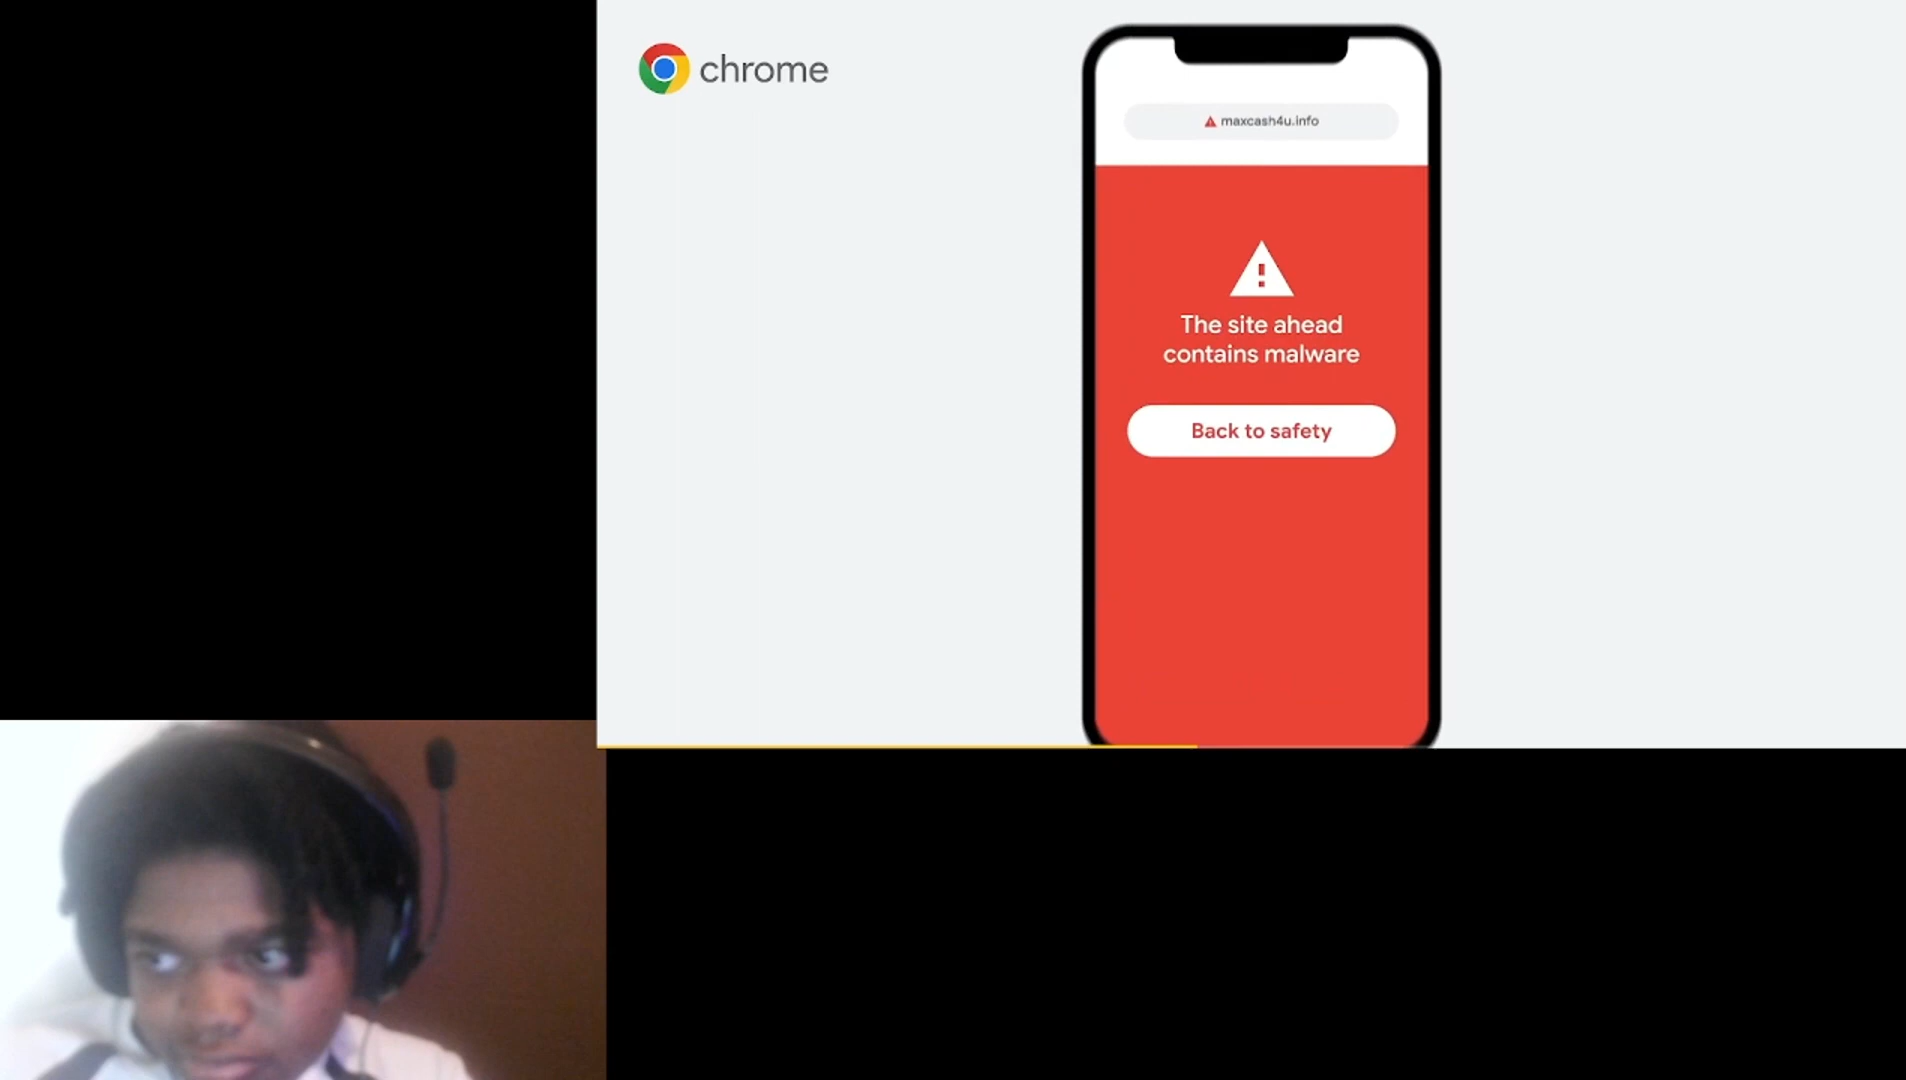 chrome
maxcash4u.info
The site ahead
contains malware
Back to safety